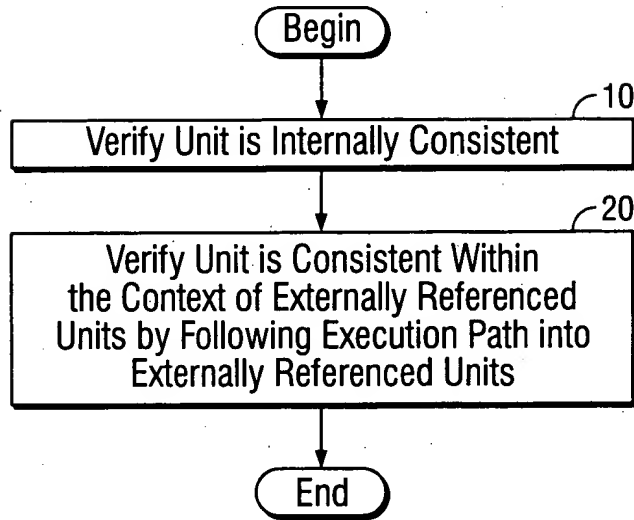 Begin
10
Verify Unit is Internally Consistent
20
Verify Unit is Consistent Within
the Context of Externally Referenced
Units by Following Execution Path into
Externally Referenced Units
End